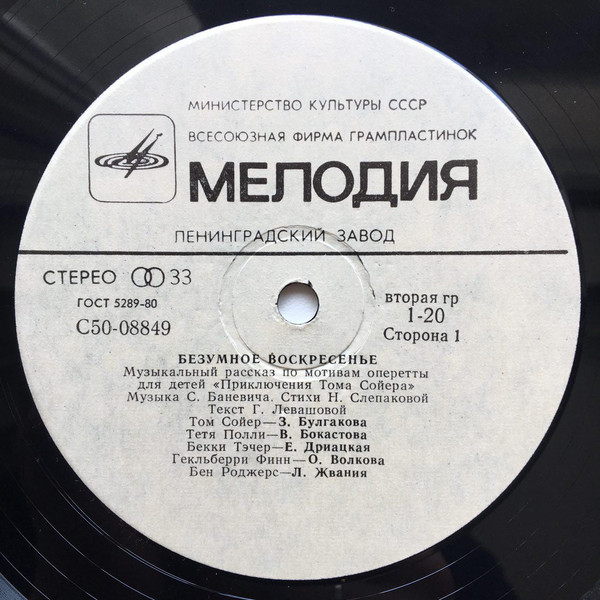 МИНИСТЕРСТВО КУЛЬТУРЫ СССР
ВСЕСОЮЗНАЯ ФИРМА ГРАМПЛАСТИНОК
МЕЛОДИЯ
ЛЕНИНГРАДСКИЙ ЗАВОД
СТЕРЕО 33
ГОСТ 5289-80
С50-08849
вторая гр
1-20
Сторона 1
БЕЗУМНОЕ ВОСКРЕСЕНЬЕ
Музыкальный рассказ по мотивам оперетты
для детей «Приключения Тома Сойера»
Музыка С. Баневича. Стихи Н. Слепаковой
Текст Г. Левашовой
Том Сойер—З. Булгакова
Тетя Полли—В. Бокастова
Бекки Тэчер—Е. Дриацкая
Гекльберри Финн—О. Волкова
Бен Роджерс—Л. Жвания